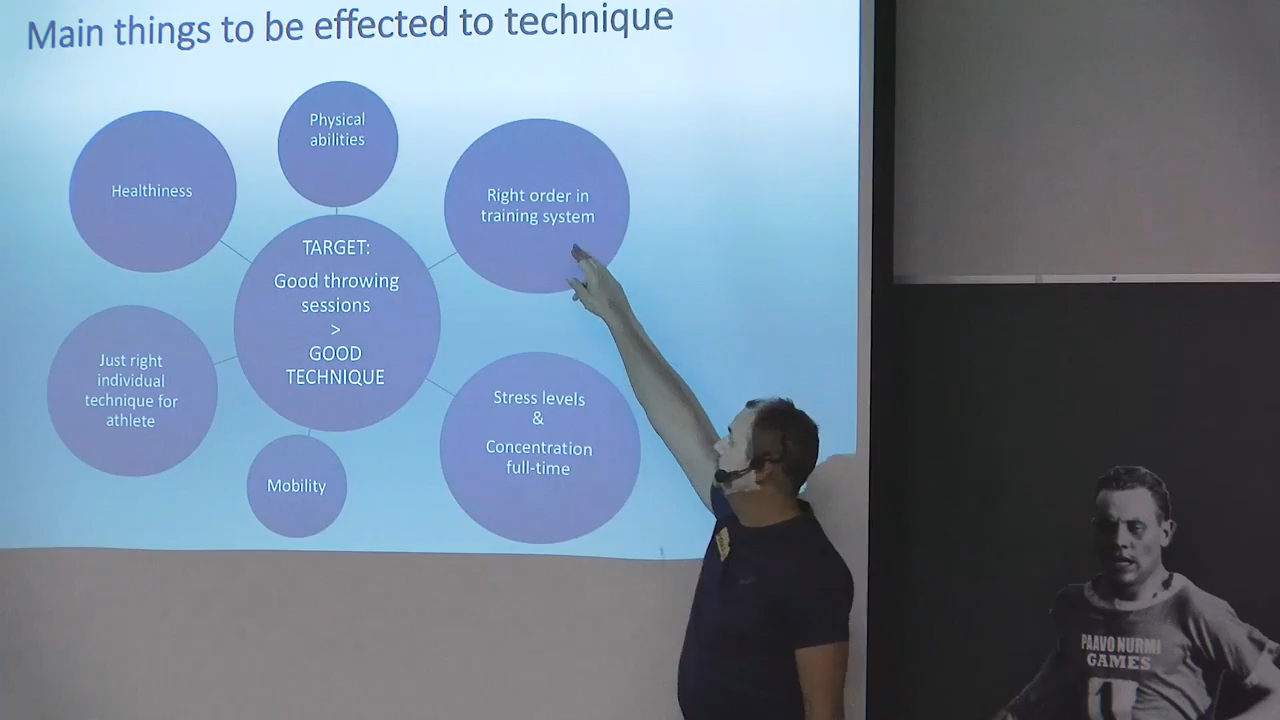 Main things to be effected to technique
Physical
abilities
Healthiness
Right order in
training system
TARGET:
Good throwing
sessions
>
GOOD
TECHNIQUE
Just right
individual
technique for
athlete
Stress levels
&
Concentration
full-time
Mobility
PAAVO NURMI
GAMES